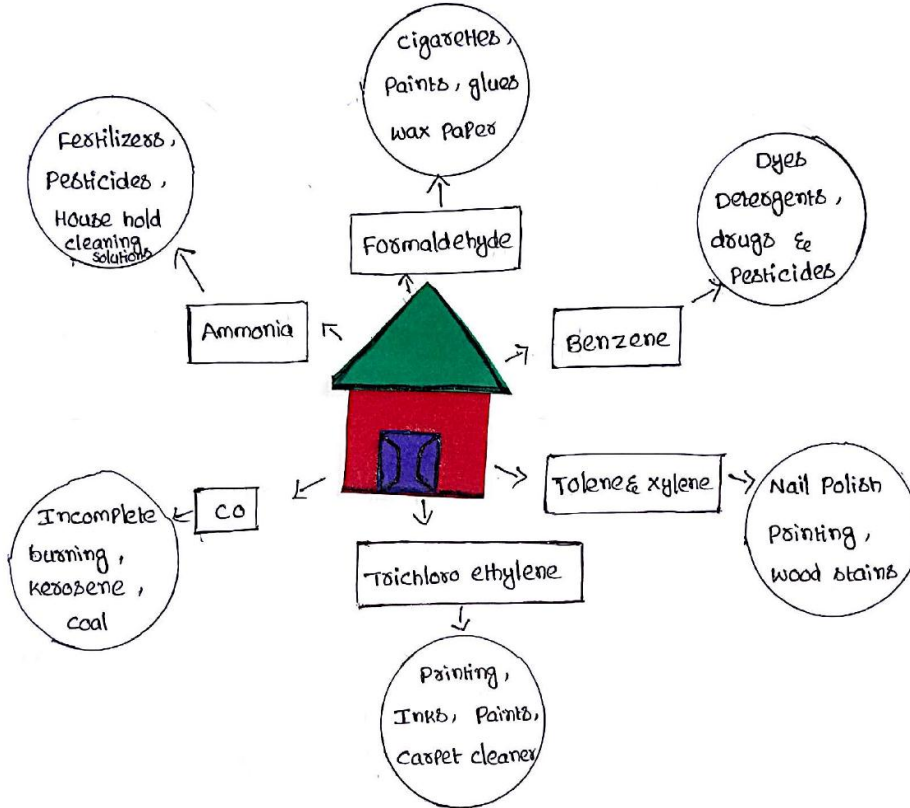 Cigarettes,
Paints, glues
wax paper
Formaldehyde
Fertilizers,
Pesticides,
House hold
cleaning
solutions
Ammonia
Dyes
Detergents,
drugs &
Pesticides
Benzene
Tolene & xylene
Nail Polish
Printing,
wood stains
CO
Incomplete
burning,
kerosene,
coal
Trichloro ethylene
Printing,
Inks, Paints,
carpet cleaner